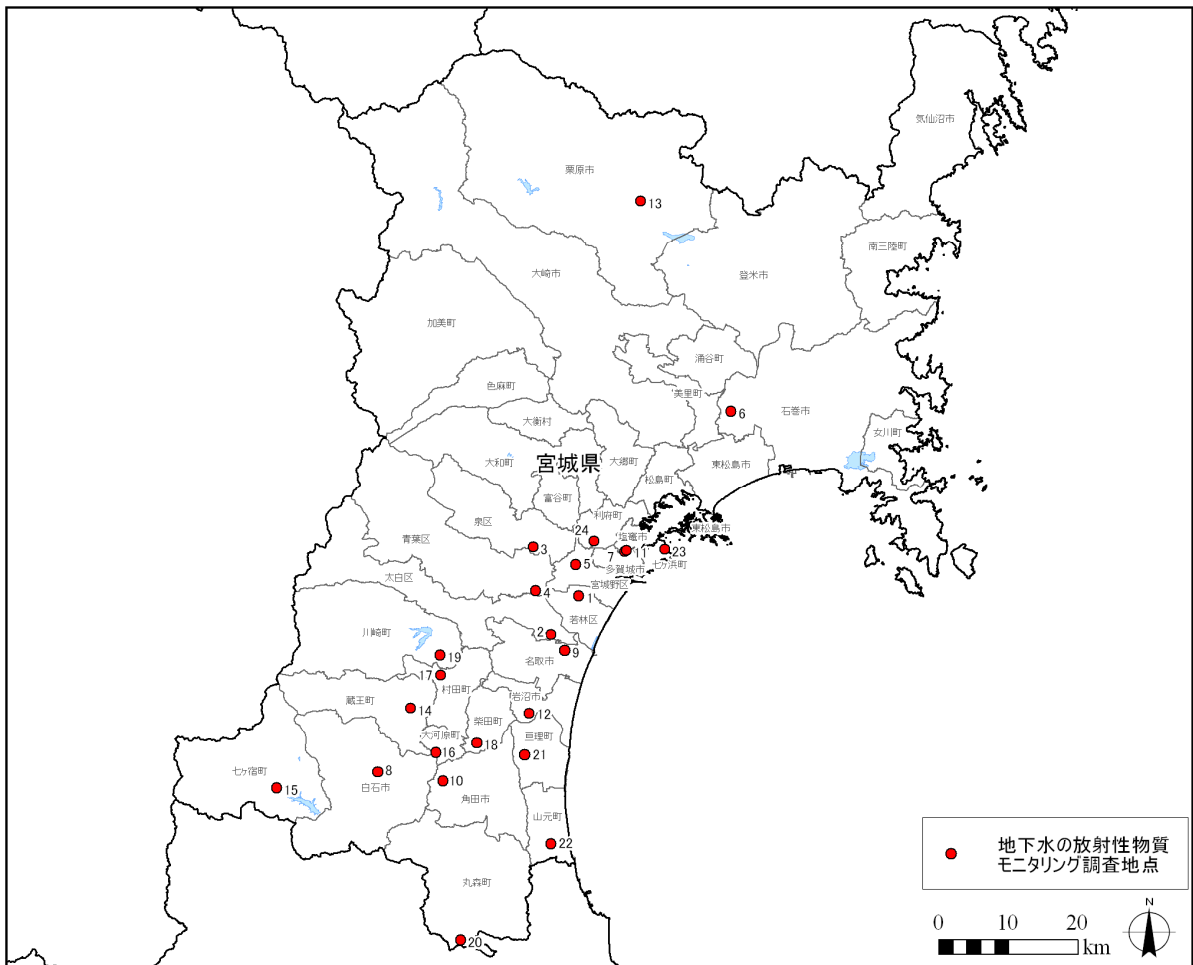 気仙沼市
栗原市
13
南三陸町
大崎市
登米市
加美町
涌谷町
色麻町
美里町
6
石巻市
大衡村
女川町
大和町
宮城県
大郷町
東松島市
松島町
富谷町
利府町
泉区
青葉区
24
塩竈市
東松島市
3
7
11
23
5
多賀城市
七ヶ浜町
太白区
宮城野区
4
1
若林区
川崎町
2
9
19
名取市
17
村田町
蔵王町
岩沼市
14
12
柴田町
大河原町
亘理町
18
16
21
七ヶ宿町
8
10
15
白石市
角田市
山元町
22
丸森町
20
地下水の放射性物質
モニタリング調査地点
N
0 10 20
km